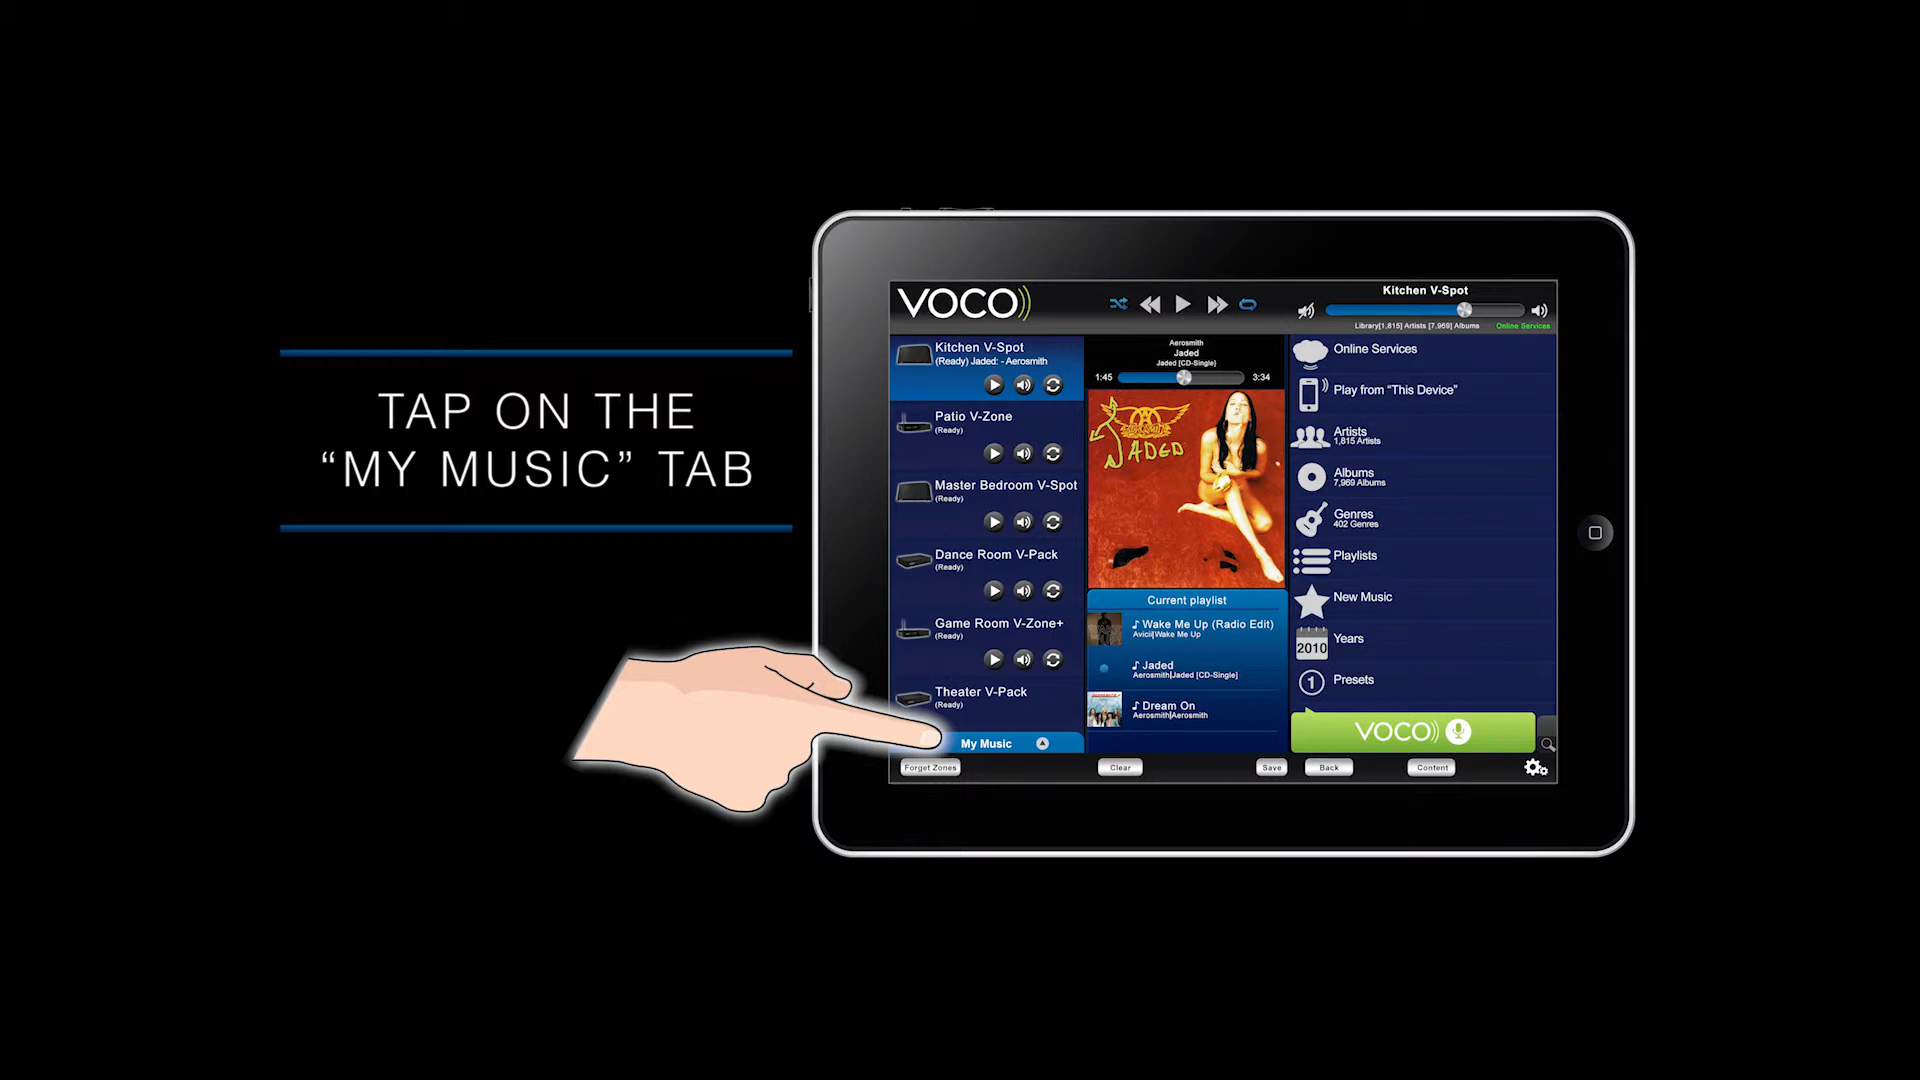 TAP ON THE
“MY MUSIC” TAB
VOCO
Kitchen V-Spot
Library[1,815] Artists [7,969] Albums
Online Services
Kitchen V-Spot
(Ready) Jaded: - Aerosmith
Patio V-Zone
(Ready)
Master Bedroom V-Spot
(Ready)
Dance Room V-Pack
(Ready)
Game Room V-Zone+
(Ready)
Theater V-Pack
(Ready)
My Music
Forget Zones
Aerosmith
Jaded
Jaded [CD-Single]
1:45
3:34
JADED
Current playlist
Wake Me Up (Radio Edit)
Avicii|Wake Me Up
Jaded
Aerosmith|Jaded [CD-Single]
Dream On
Aerosmith|Aerosmith
Clear
Save
Online Services
Play from “This Device”
Artists
1,815 Artists
Albums
7,969 Albums
Genres
402 Genres
Playlists
New Music
2010
Years
1
Presets
VOCO
Back
Content